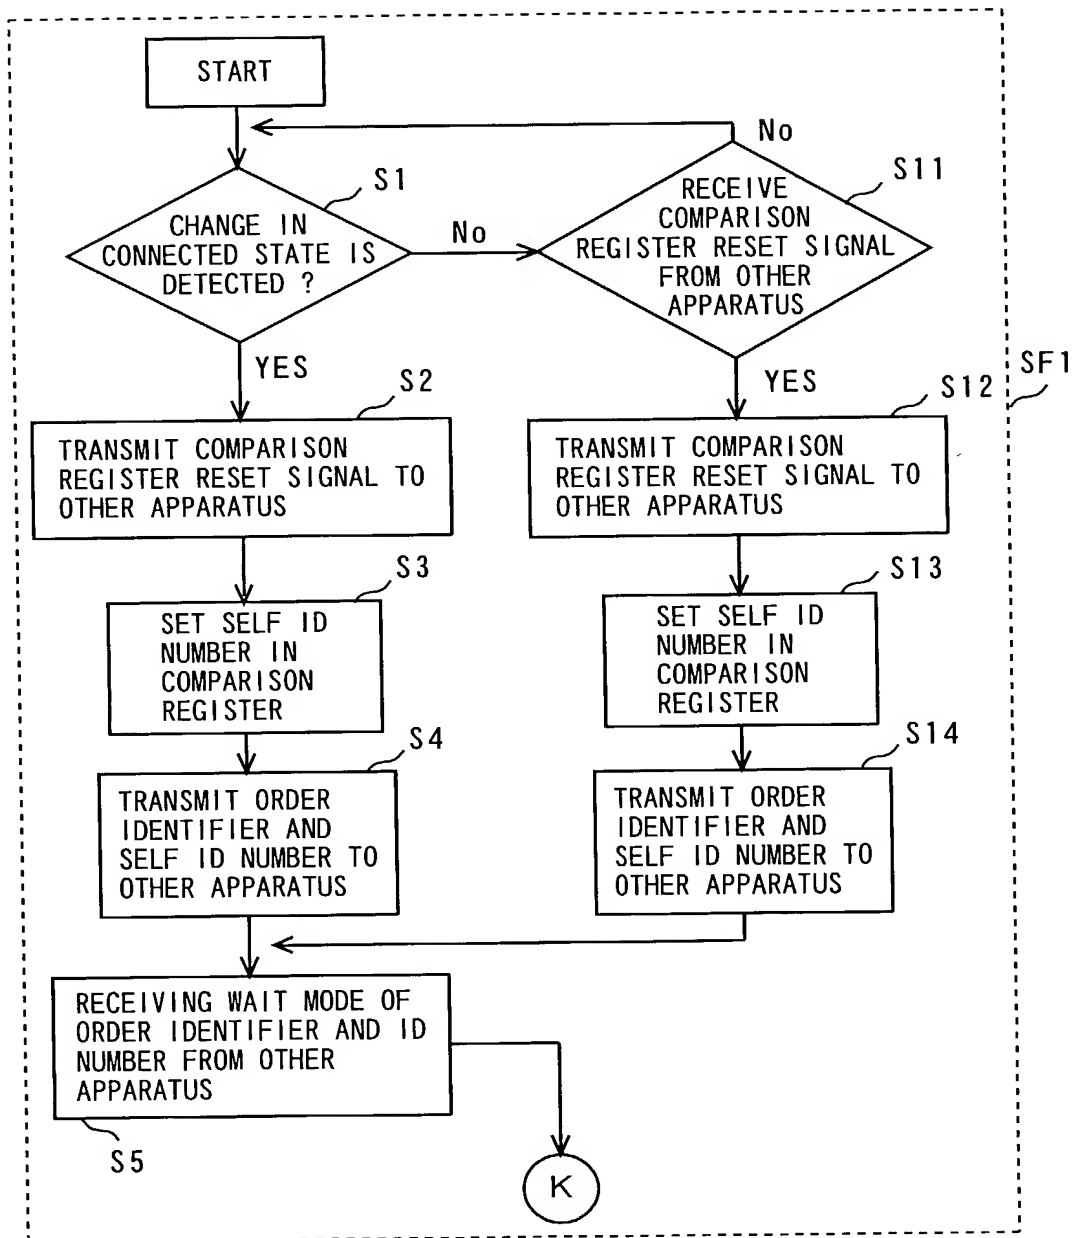 START
No
S1
S11
CHANGE IN
CONNECTED STATE IS
DETECTED ?
No
RECEIVE
COMPARISON
REGISTER RESET SIGNAL
FROM OTHER
APPARATUS
YES
YES
SF1
S2
S12
TRANSMIT COMPARISON
REGISTER RESET SIGNAL TO
OTHER APPARATUS
TRANSMIT COMPARISON
REGISTER RESET SIGNAL TO
OTHER APPARATUS
S3
S13
SET SELF ID
NUMBER IN
COMPARISON
REGISTER
SET SELF ID
NUMBER IN
COMPARISON
REGISTER
S4
S14
TRANSMIT ORDER
IDENTIFIER AND
SELF ID NUMBER TO
OTHER APPARATUS
TRANSMIT ORDER
IDENTIFIER AND
SELF ID NUMBER TO
OTHER APPARATUS
RECEIVING WAIT MODE OF
ORDER IDENTIFIER AND ID
NUMBER FROM OTHER
APPARATUS
S5
K